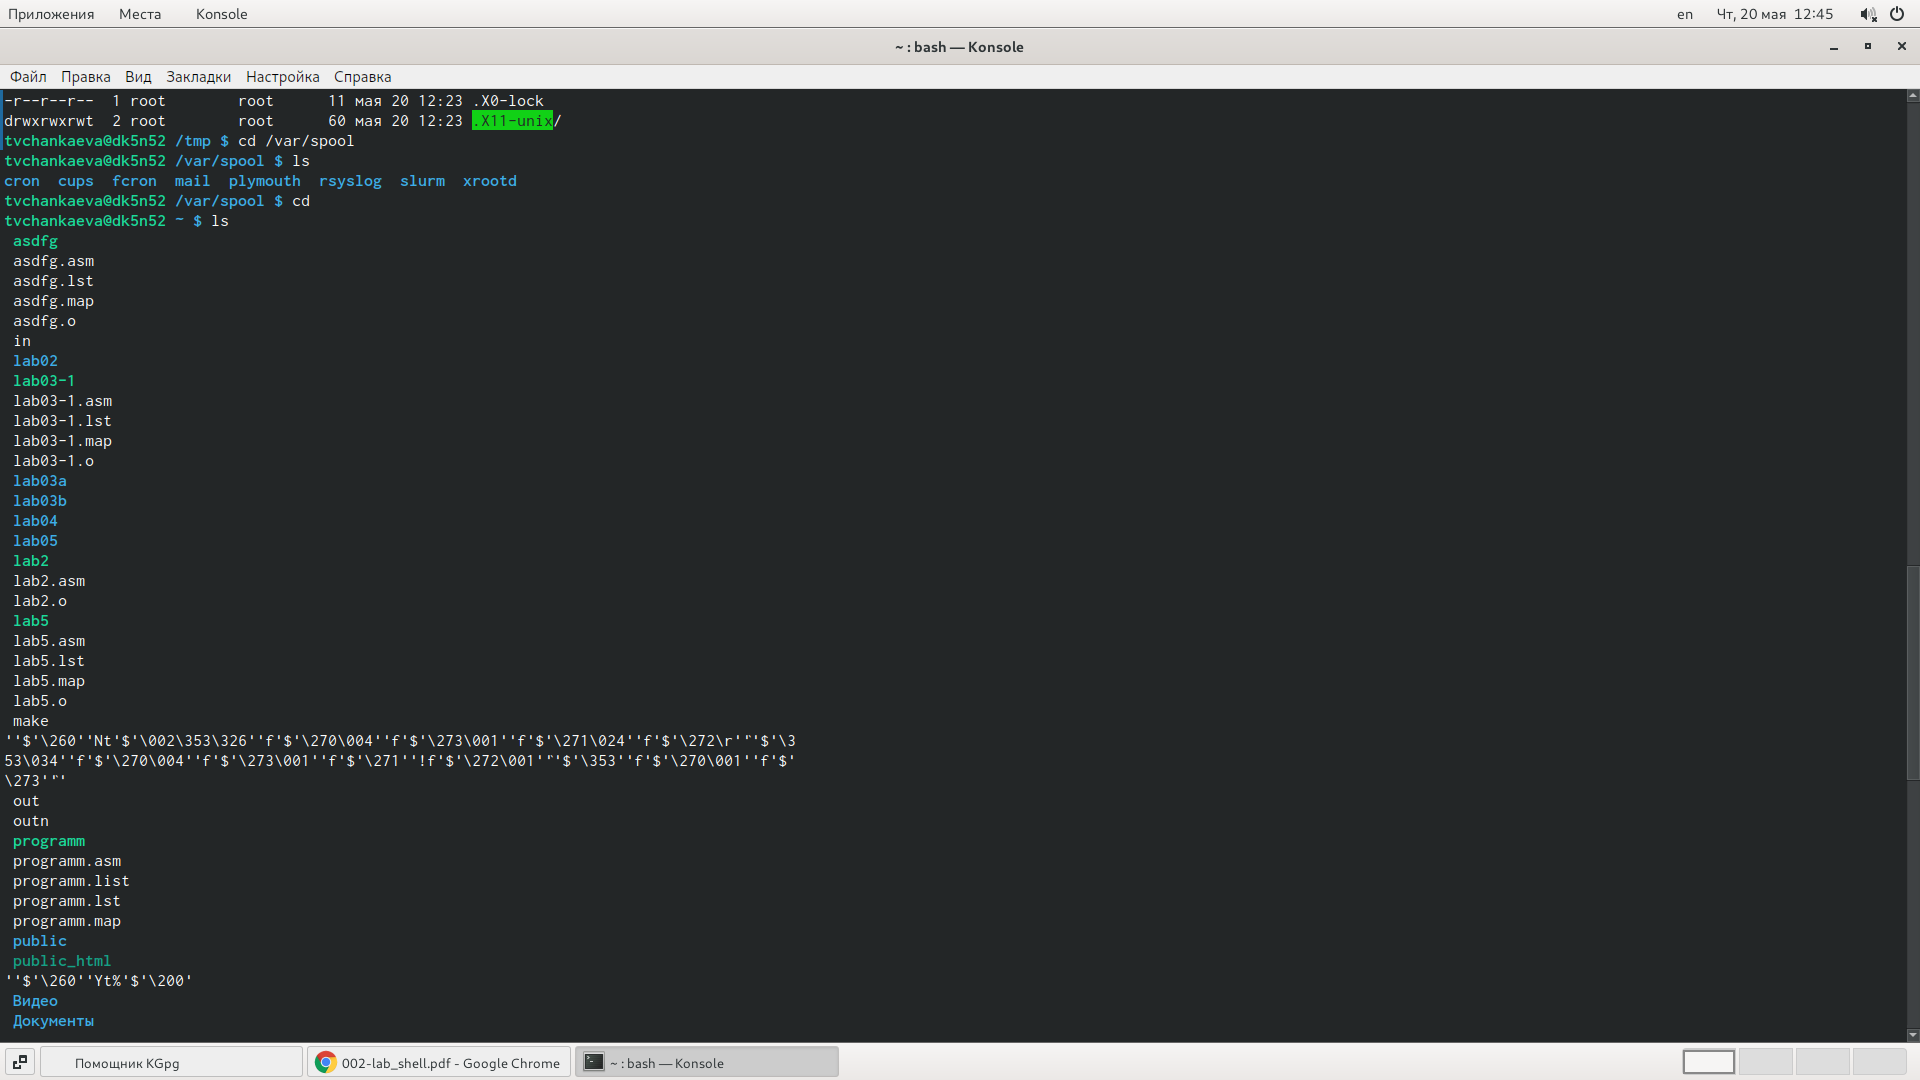 Приложения Места Konsole en Чт, 20 мая 12:45
~ : bash — Konsole
Файл Правка Вид Закладки Настройка Справка
-r--r--r--  1 root        root      11 мая 20 12:23 .X0-lock
drwxrwxrwt  2 root        root      60 мая 20 12:23 .X11-unix/
tvchankaeva@dk5n52 /tmp $ cd /var/spool
tvchankaeva@dk5n52 /var/spool $ ls
cron  cups  fcron  mail  plymouth  rsyslog  slurm  xrootd
tvchankaeva@dk5n52 /var/spool $ cd
tvchankaeva@dk5n52 ~ $ ls
asdfg
asdfg.asm
asdfg.lst
asdfg.map
asdfg.o
in
lab02
lab03-1
lab03-1.asm
lab03-1.lst
lab03-1.map
lab03-1.o
lab03a
lab03b
lab04
lab05
lab2
lab2.asm
lab2.o
lab5
lab5.asm
lab5.lst
lab5.map
lab5.o
make
''$'\260''Nt'$'\002\353\326''f'$'\270\004''f'$'\273\001''f'$'\271\024''f'$'\272\r'
53\034''f'$'\270\004''f'$'\273\001''f'$'\271''!f'$'\272\001'
\273'
out
outn
programm
programm.asm
programm.list
programm.lst
programm.map
public
public_html
''$'\260''Yt%'$'\200'
Видео
Документы
Помощник KGpg 002-lab_shell.pdf - Google Chrome ~ : bash — Konsole